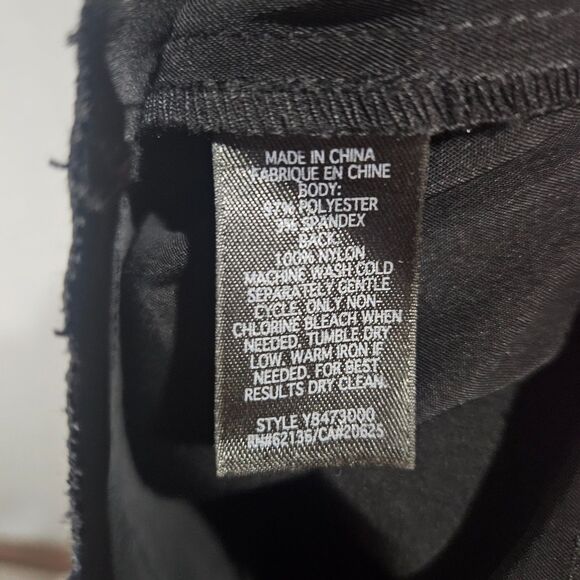 MADE IN CHINA
FABRIQUE EN CHINE
BODY:
97% POLYESTER
3% SPANDEX
BACK:
100% NYLON
MACHINE WASH COLD
SEPARATELY GENTLE
CYCLE. ONLY NON-
CHLORINE BLEACH WHEN
NEEDED. TUMBLE DRY
LOW. WARM IRON IF
NEEDED. FOR BEST
RESULTS DRY CLEAN.
STYLE Y8473000
RN#62136/CA#20625